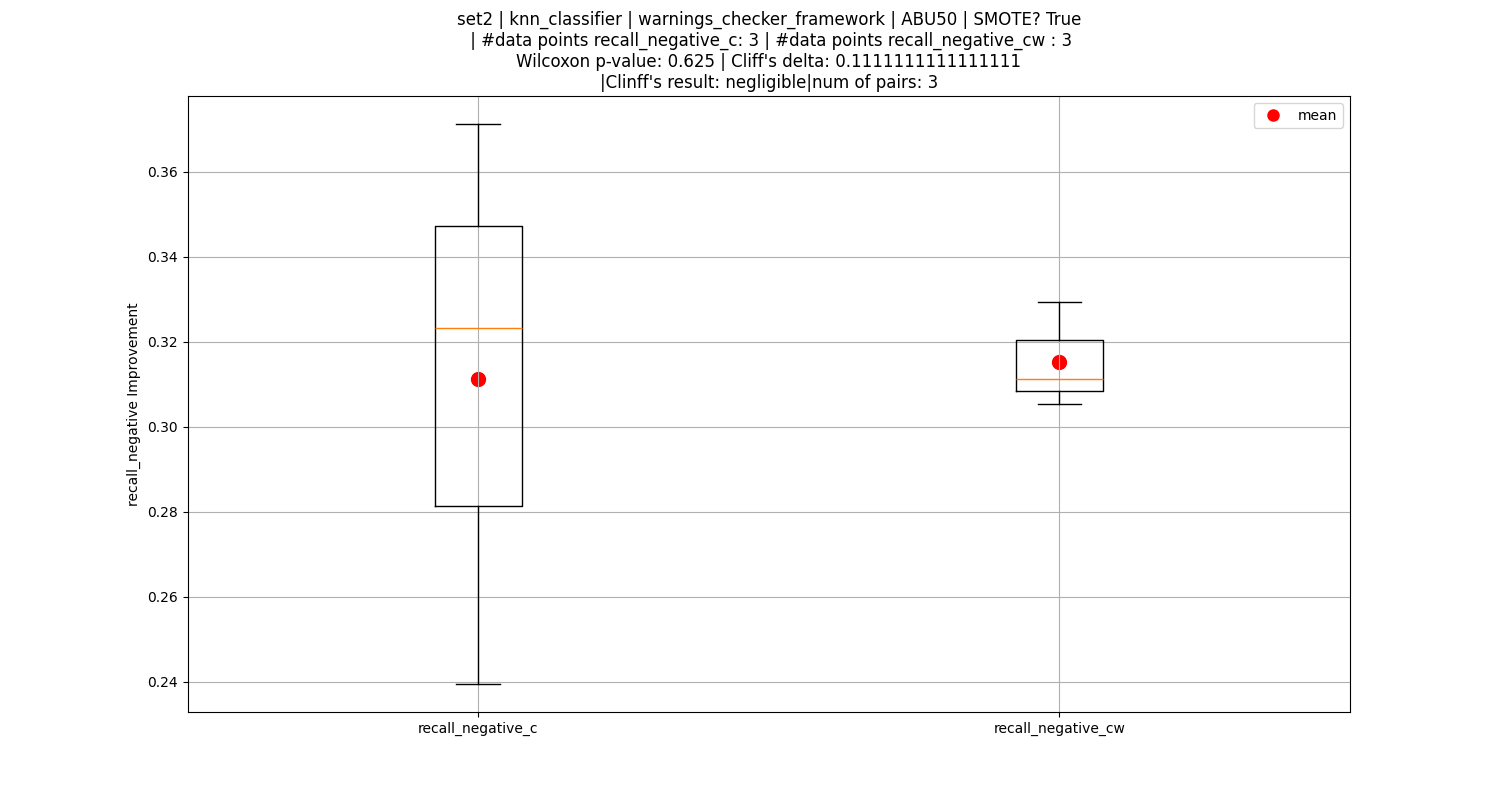 set2 | knn_classifier | warnings_checker_framework | ABU50 | SMOTE? True
| #data points recall_negative_c: 3 | #data points recall_negative_cw : 3
Wilcoxon p-value: 0.625 | Cliff's delta: 0.1111111111111111
|Clinff's result: negligible|num of pairs: 3
mean
0.36
0.34
0.32
0.30
0.28
0.26
0.24
recall_negative Improvement
recall_negative_c
recall_negative_cw